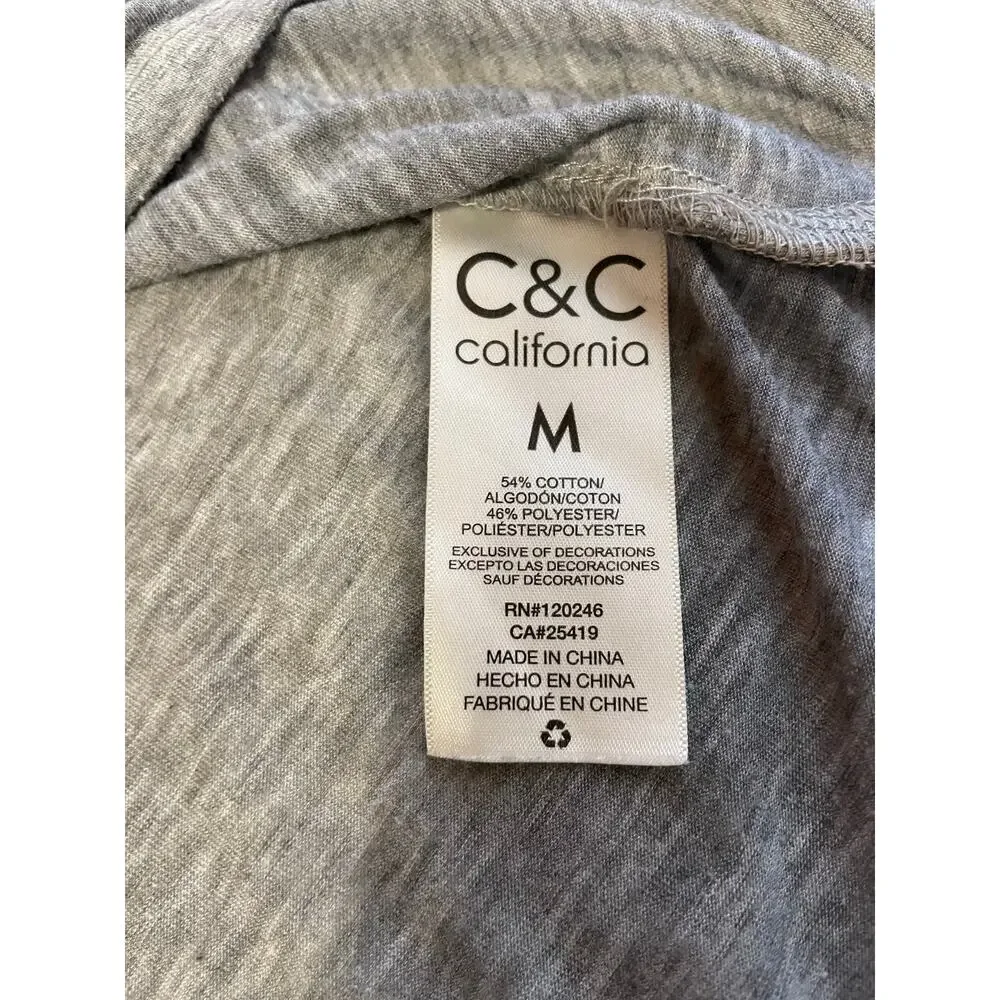 C&C
california
M
54% COTTON/
ALGODÓN/COTON
46% POLYESTER/
POLIÉSTER/POLYESTER
EXCLUSIVE OF DECORATIONS
EXCEPTO LAS DECORACIONES
SAUF DÉCORATIONS
RN#120246
CA#25419
MADE IN CHINA
HECHO EN CHINA
FABRIQUÉ EN CHINE